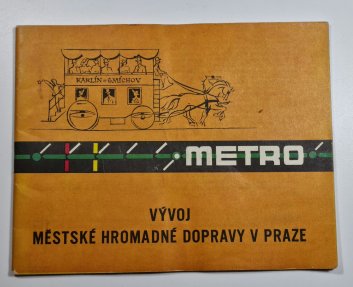 KARLÍN - SMÍCHOV
METRO
VÝVOJ
MĚSTSKÉ HROMADNÉ DOPRAVY V PRAZE